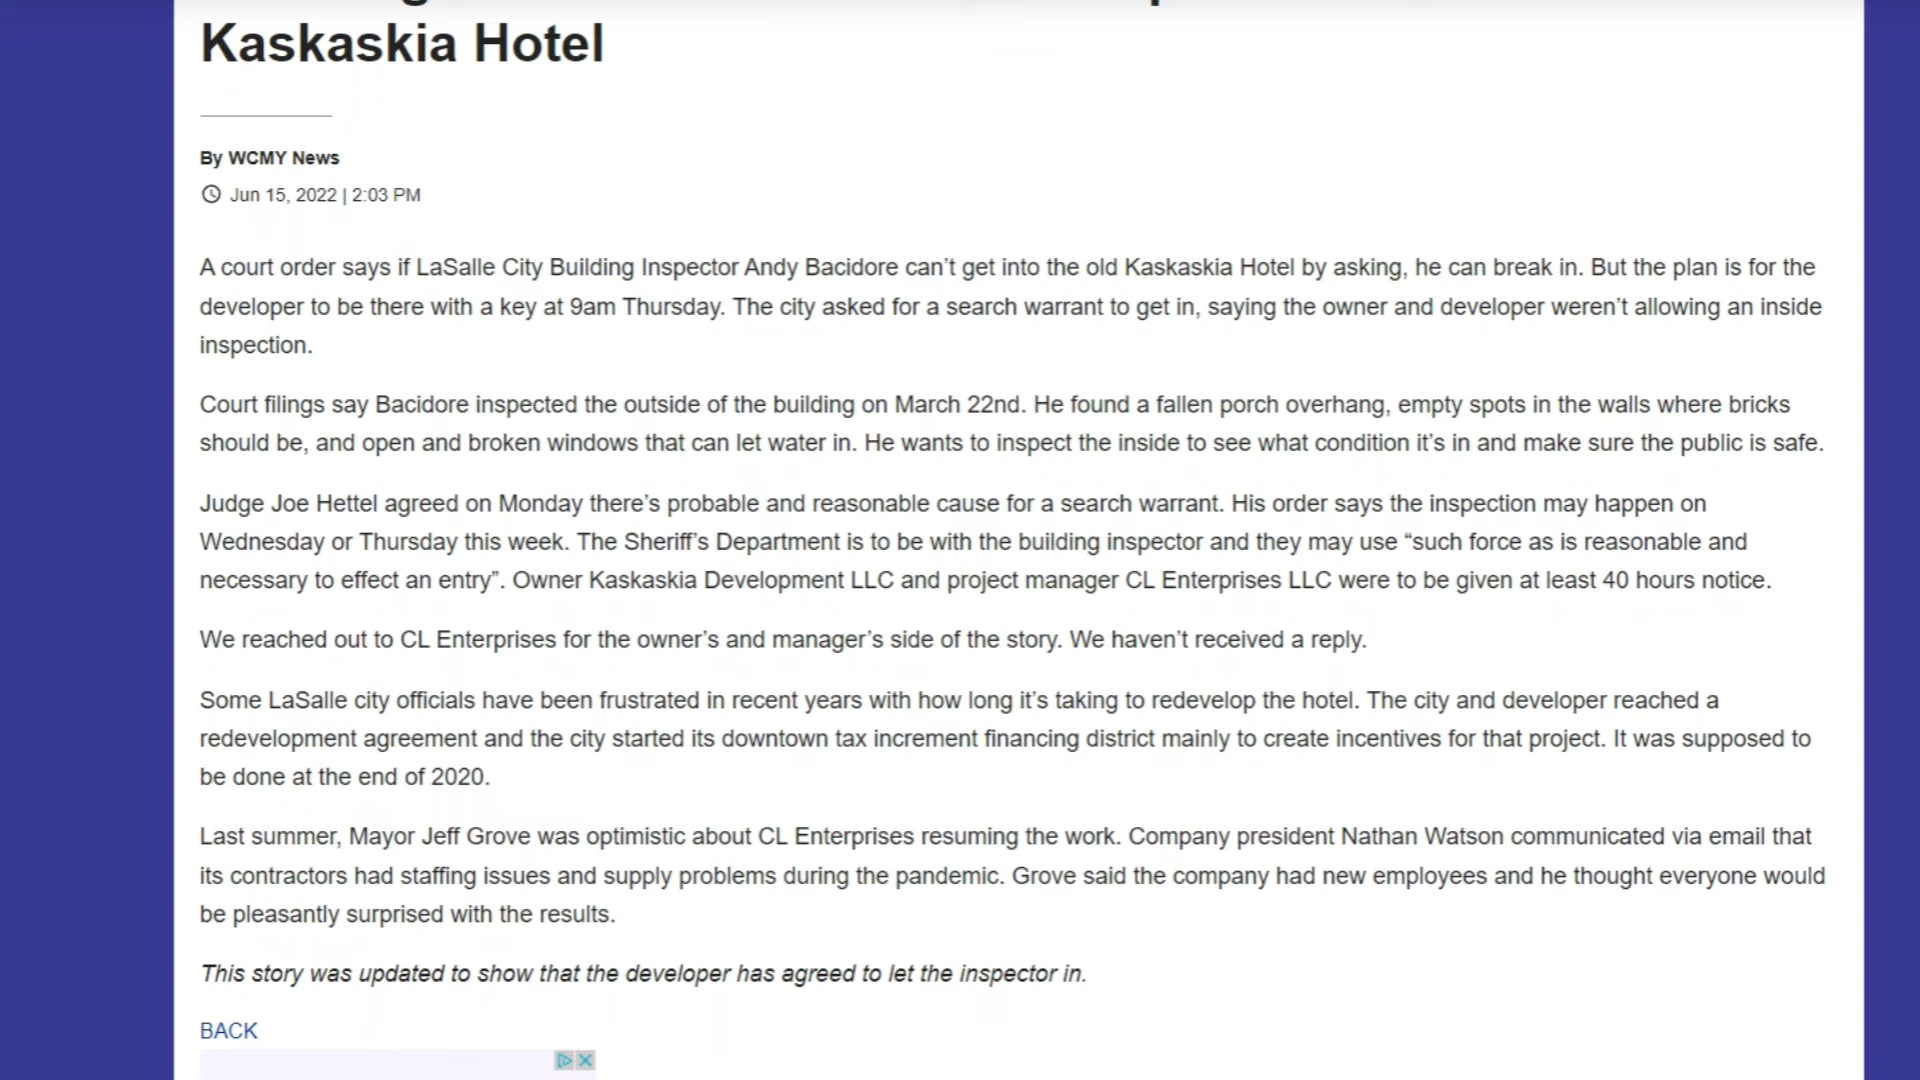 Kaskaskia Hotel
By WCMY News
Jun 15, 2022 | 2:03 PM
A court order says if LaSalle City Building Inspector Andy Bacidore can’t get into the old Kaskaskia Hotel by asking, he can break in. But the plan is for the
developer to be there with a key at 9am Thursday. The city asked for a search warrant to get in, saying the owner and developer weren’t allowing an inside
inspection.
Court filings say Bacidore inspected the outside of the building on March 22nd. He found a fallen porch overhang, empty spots in the walls where bricks
should be, and open and broken windows that can let water in. He wants to inspect the inside to see what condition it’s in and make sure the public is safe.
Judge Joe Hettel agreed on Monday there’s probable and reasonable cause for a search warrant. His order says the inspection may happen on
Wednesday or Thursday this week. The Sheriff’s Department is to be with the building inspector and they may use “such force as is reasonable and
necessary to effect an entry”. Owner Kaskaskia Development LLC and project manager CL Enterprises LLC were to be given at least 40 hours notice.
We reached out to CL Enterprises for the owner’s and manager’s side of the story. We haven’t received a reply.
Some LaSalle city officials have been frustrated in recent years with how long it’s taking to redevelop the hotel. The city and developer reached a
redevelopment agreement and the city started its downtown tax increment financing district mainly to create incentives for that project. It was supposed to
be done at the end of 2020.
Last summer, Mayor Jeff Grove was optimistic about CL Enterprises resuming the work. Company president Nathan Watson communicated via email that
its contractors had staffing issues and supply problems during the pandemic. Grove said the company had new employees and he thought everyone would
be pleasantly surprised with the results.
This story was updated to show that the developer has agreed to let the inspector in.
BACK